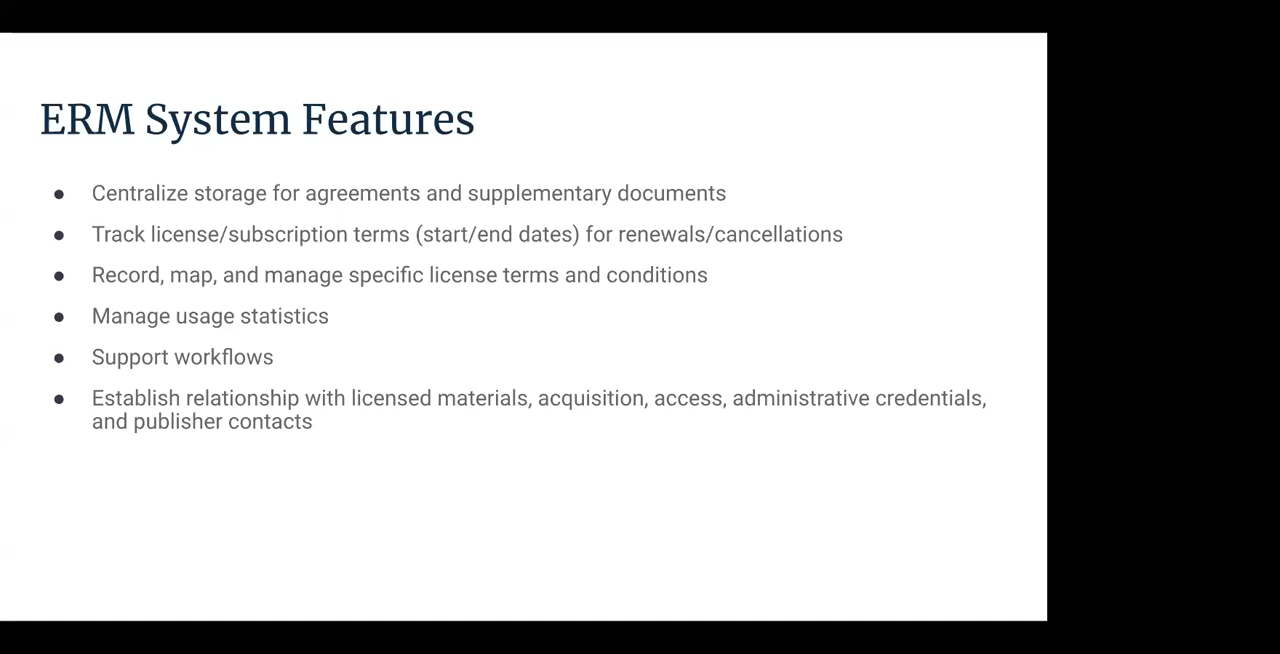 ERM System Features
● Centralize storage for agreements and supplementary documents
● Track license/subscription terms (start/end dates) for renewals/cancellations
● Record, map, and manage specific license terms and conditions
● Manage usage statistics
● Support workflows
● Establish relationship with licensed materials, acquisition, access, administrative credentials,
and publisher contacts